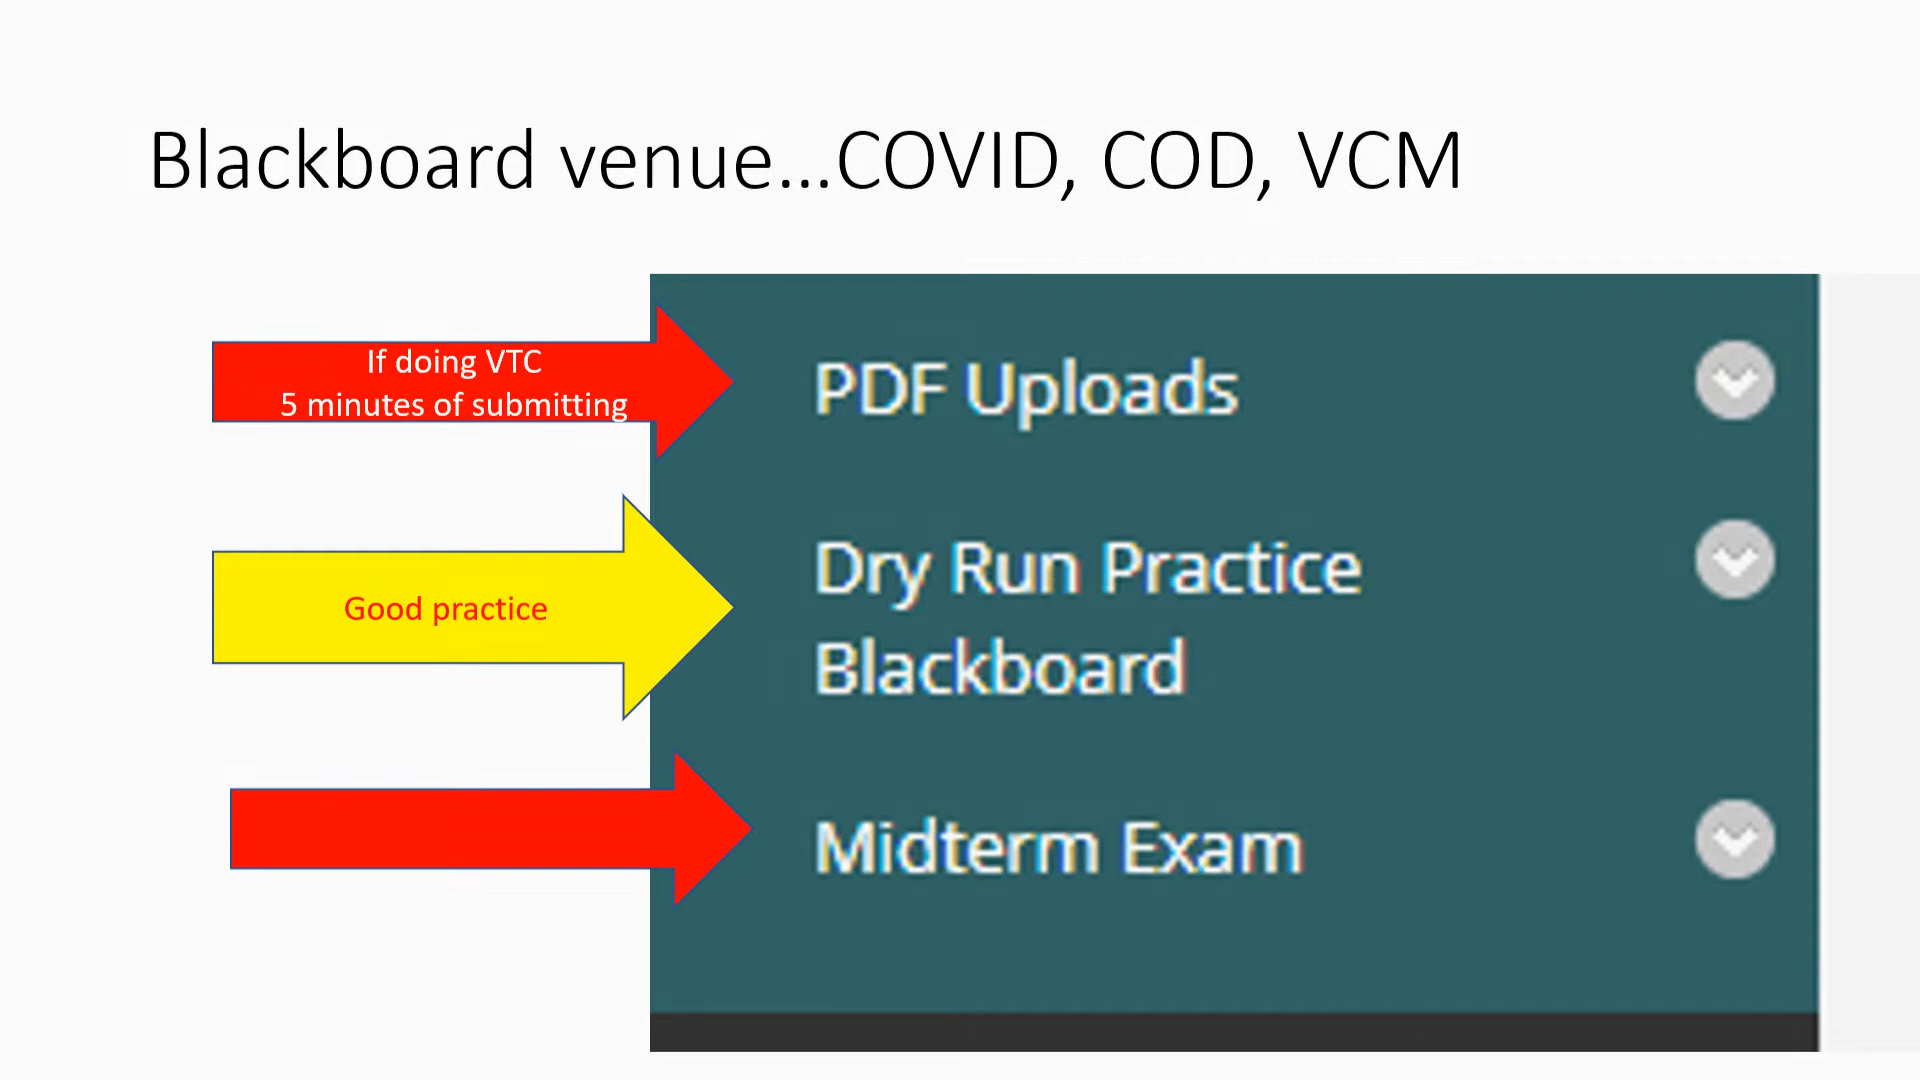 Blackboard venue...COVID, COD, VCM
If doing VTC
5 minutes of submitting
PDF Uploads
Good practice
Dry Run Practice
Blackboard
Midterm Exam